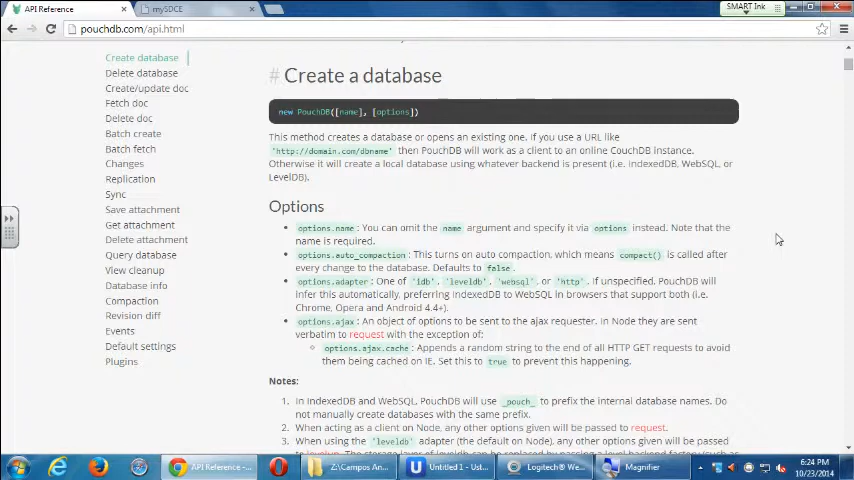 API Reference
mySDCE
SMART Ink
pouchdb.com/api.html
Create database
Delete database
Create/update doc
Fetch doc
Delete doc
Batch create
Batch fetch
Changes
Replication
Sync
Save attachment
Get attachment
Delete attachment
Query database
View cleanup
Database info
Compaction
Revision diff
Events
Default settings
Plugins
# Create a database
new PouchDB([name], [options])
This method creates a database or opens an existing one. If you use a URL like
'http://domain.com/dbname' then PouchDB will work as a client to an online CouchDB instance.
Otherwise it will create a local database using whatever backend is present (i.e. IndexedDB, WebSQL, or
LevelDB).
Options
• options.name: You can omit the name argument and specify it via options instead. Note that the
name is required.
• options.auto_compaction: This turns on auto compaction, which means compact() is called after
every change to the database. Defaults to false.
• options.adapter: One of 'idb', 'leveldb', 'websql', or 'http'. If unspecified, PouchDB will
infer this automatically, preferring IndexedDB to WebSQL in browsers that support both (i.e.
Chrome, Opera and Android 4.4+).
• options.ajax: An object of options to be sent to the ajax requester. In Node they are sent
verbatim to request with the exception of:
options.ajax.cache: Appends a random string to the end of all HTTP GET requests to avoid
them being cached on IE. Set this to true to prevent this happening.
Notes:
1. In IndexedDB and WebSQL, PouchDB will use _pouch_ to prefix the internal database names. Do
not manually create databases with the same prefix.
2. When acting as a client on Node, any other options given will be passed to request.
3. When using the 'leveldb' adapter (the default on Node), any other options given will be passed
API Reference -...
Z:\Campos An...
Untitled 1 - Ust...
Logitech® We...
Magnifier
6:24 PM
10/23/2014